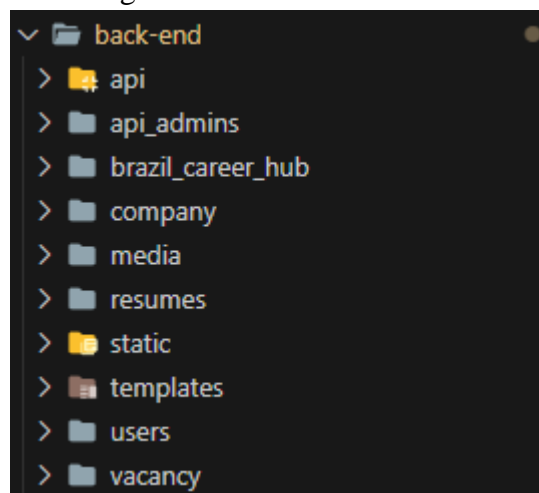 back-end
api
api_admins
brazil_career_hub
company
media
resumes
static
templates
users
vacancy